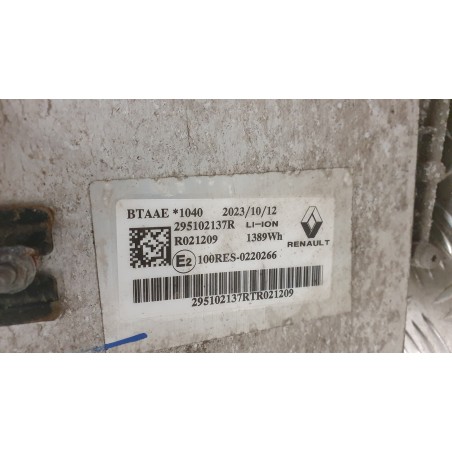 BTAAE *1040 2023/10/12
295102137R LI-ION
R021209 1389Wh
RENAULT
E2 100RES-0220266
295102137RTR021209